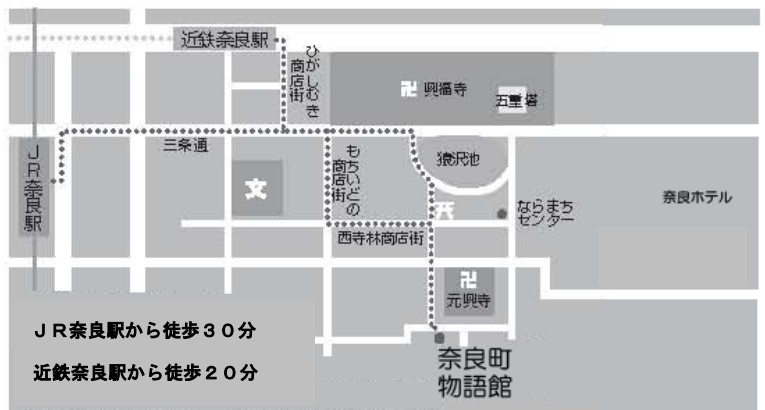 近鉄奈良駅
ひがしむき
商店街
卍 興福寺
五重塔
JR奈良駅
三条通
文
もちいどの
商店街
猿沢池
奈良ホテル
ならまち
センター
西寺林商店街
卍
元興寺
JR奈良駅から徒歩30分
近鉄奈良駅から徒歩20分
奈良町
物語館